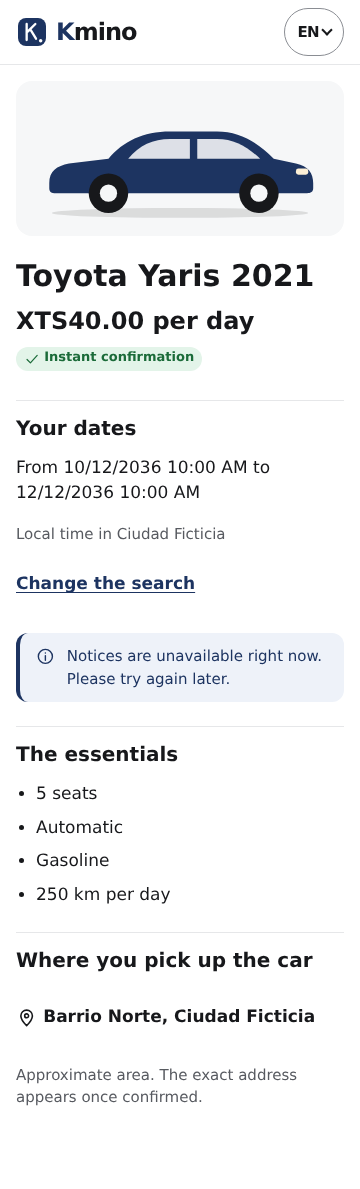 K. Kmino
EN
Toyota Yaris 2021
XTS40.00 per day
Instant confirmation
Your dates
From 10/12/2036 10:00 AM to
12/12/2036 10:00 AM
Local time in Ciudad Ficticia
Change the search
Notices are unavailable right now.
Please try again later.
The essentials
• 5 seats
• Automatic
• Gasoline
• 250 km per day
Where you pick up the car
Barrio Norte, Ciudad Ficticia
Approximate area. The exact address
appears once confirmed.